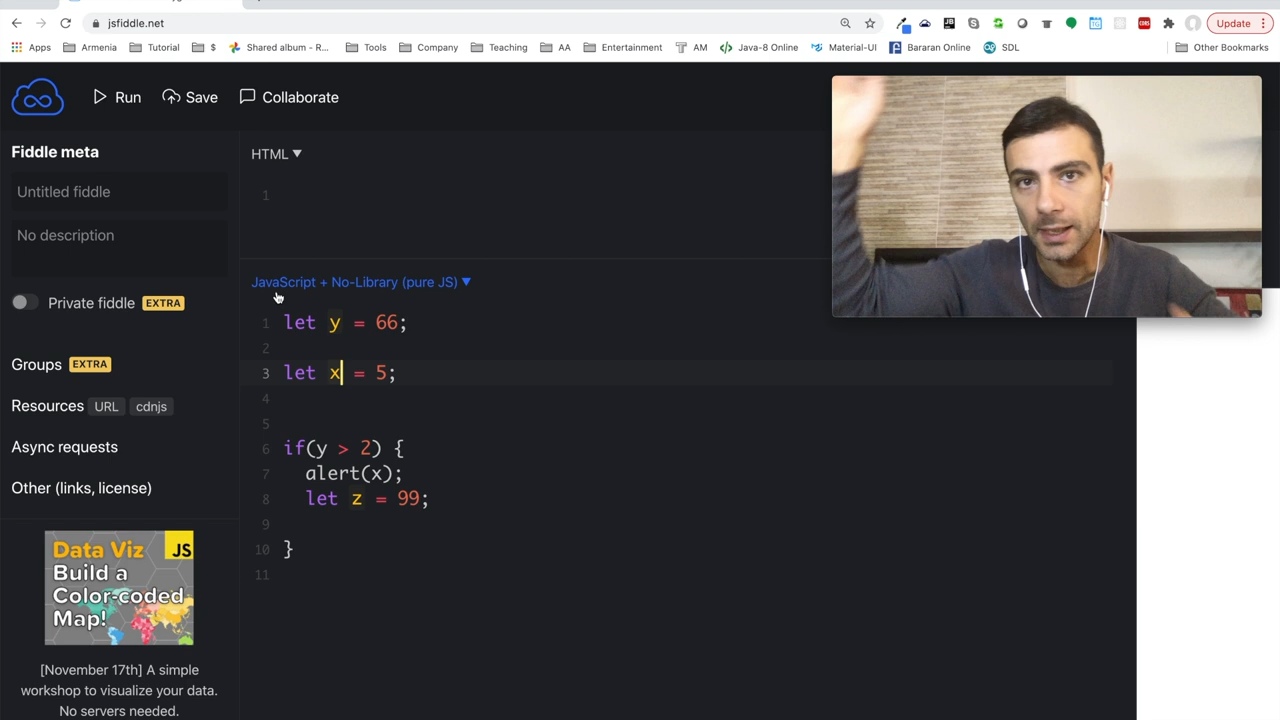 jsfiddle.net
Update
Apps
Armenia
Tutorial
$
Shared album - R...
Tools
Company
Teaching
AA
Entertainment
AM
Java-8 Online
Material-UI
Bararan Online
SDL
Other Bookmarks
Run
Save
Collaborate
Fiddle meta
Untitled fiddle
No description
Private fiddle EXTRA
Groups EXTRA
Resources URL cdnjs
Async requests
Other (links, license)
Data Viz JS
Build a
Color-coded
Map!
[November 17th] A simple
workshop to visualize your data.
No servers needed.
HTML ▼
1
JavaScript + No-Library (pure JS) ▼
1 let y = 66;
2
3 let x = 5;
4
5
6 if(y > 2) {
7 alert(x);
8 let z = 99;
9
10 }
11